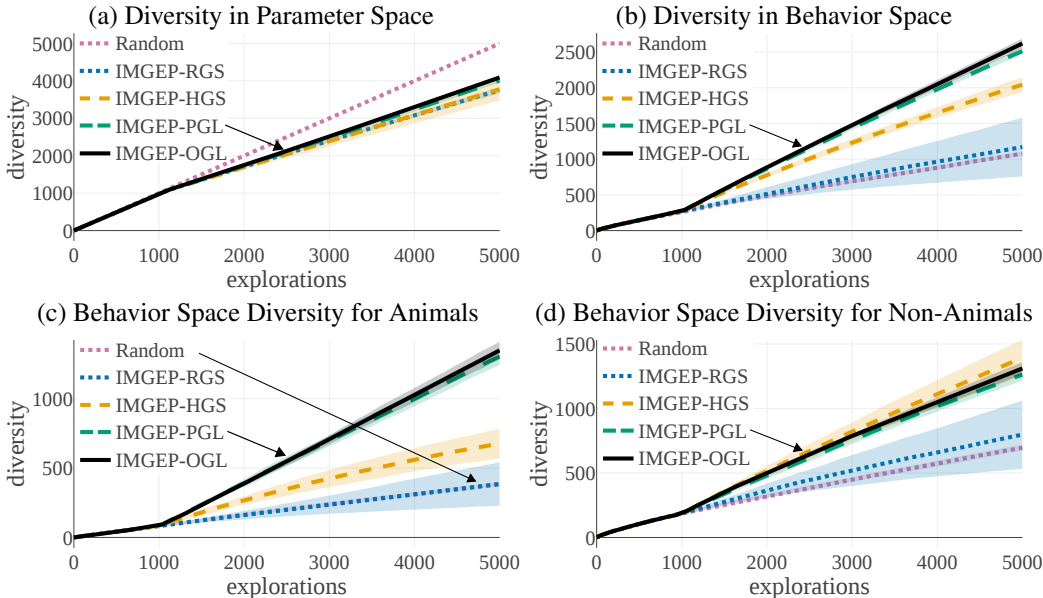 (a) Diversity in Parameter Space
5000
4000
3000
2000
1000
0
diversity
Random
IMGEP-RGS
IMGEP-HGS
IMGEP-PGL
IMGEP-OGL
0 1000 2000 3000 4000 5000
explorations
(b) Diversity in Behavior Space
2500
2000
1500
1000
500
0
diversity
Random
IMGEP-RGS
IMGEP-HGS
IMGEP-PGL
IMGEP-OGL
0 1000 2000 3000 4000 5000
explorations
(c) Behavior Space Diversity for Animals
1000
500
0
diversity
Random
IMGEP-RGS
IMGEP-HGS
IMGEP-PGL
IMGEP-OGL
0 1000 2000 3000 4000 5000
explorations
(d) Behavior Space Diversity for Non-Animals
1500
1000
500
0
diversity
Random
IMGEP-RGS
IMGEP-HGS
IMGEP-PGL
IMGEP-OGL
0 1000 2000 3000 4000 5000
explorations